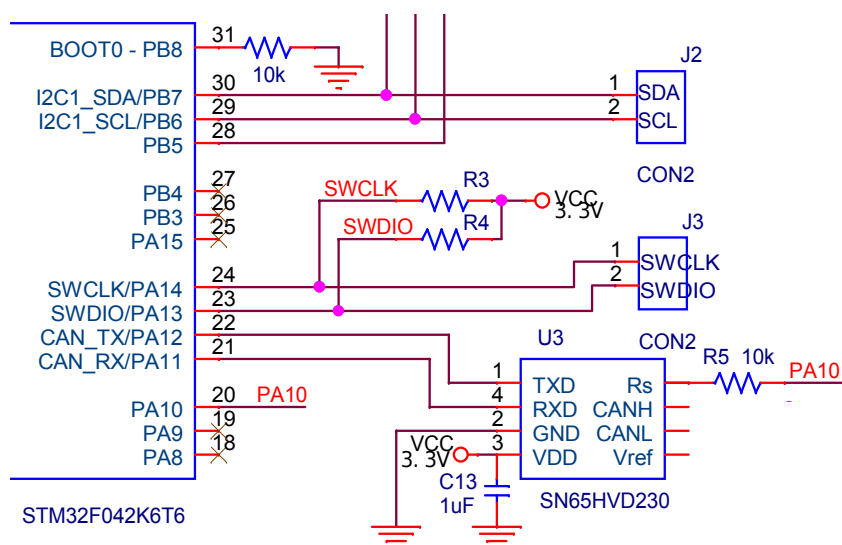 BOOT0 - PB8
31
10k
I2C1_SDA/PB7
30
I2C1_SCL/PB6
29
PB5
28
J2
1
SDA
2
SCL
CON2
PB4
27
PB3
26
PA15
25
SWCLK
R3
SWDIO
R4
VCC
3. 3V
J3
1
SWCLK
2
SWDIO
CON2
SWCLK/PA14
24
SWDIO/PA13
23
CAN_TX/PA12
22
CAN_RX/PA11
21
PA10
20
PA10
PA9
19
PA8
18
STM32F042K6T6
U3
1
TXD
4
RXD
2
GND
3
VDD
Rs
CANH
CANL
Vref
SN65HVD230
R5 10k
PA10
VCC
3. 3V
C13
1uF